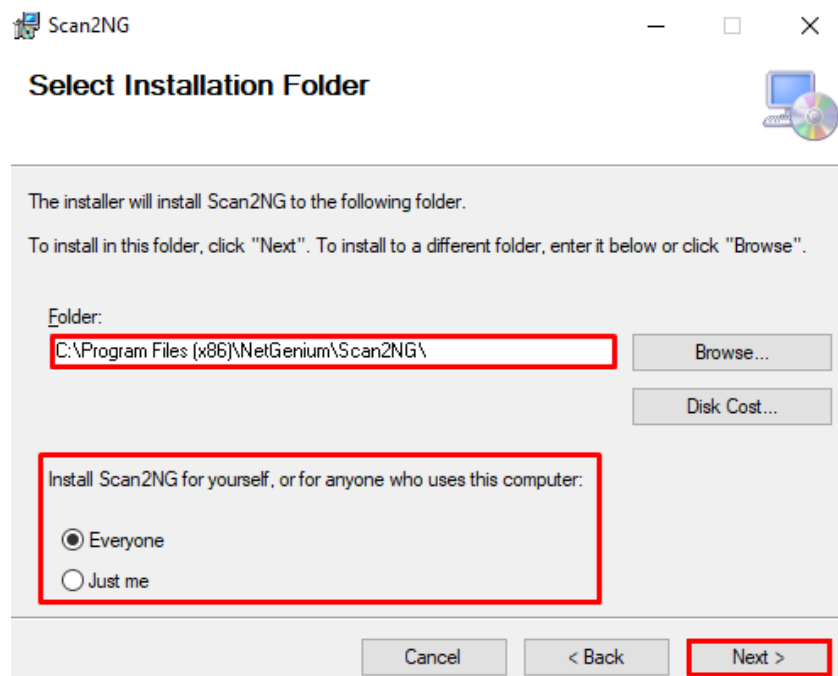 Scan2NG
Select Installation Folder
The installer will install Scan2NG to the following folder.
To install in this folder, click "Next". To install to a different folder, enter it below or click "Browse".
Folder:
C:\Program Files (x86)\NetGenium\Scan2NG\
Browse...
Disk Cost...
Install Scan2NG for yourself, or for anyone who uses this computer:
Everyone
Just me
Cancel
< Back
Next >